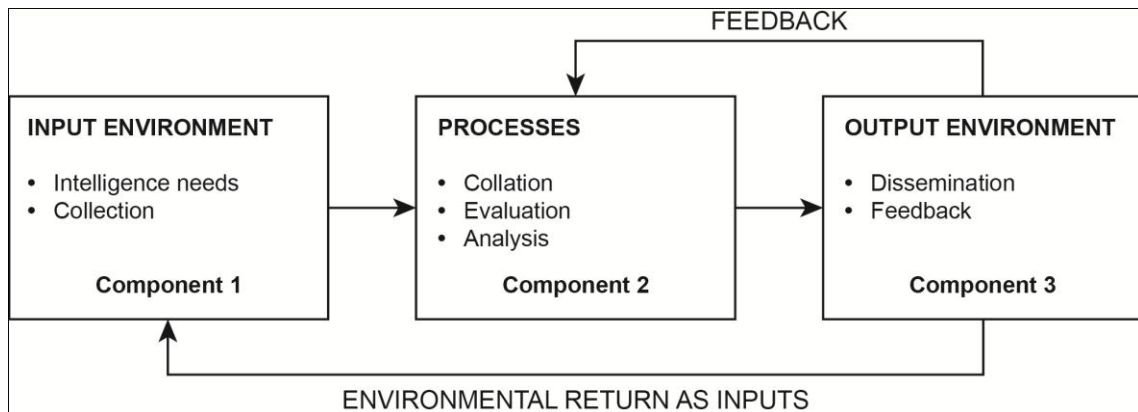 FEEDBACK
INPUT ENVIRONMENT
• Intelligence needs
• Collection
Component 1
PROCESSES
• Collation
• Evaluation
• Analysis
Component 2
OUTPUT ENVIRONMENT
• Dissemination
• Feedback
Component 3
ENVIRONMENTAL RETURN AS INPUTS